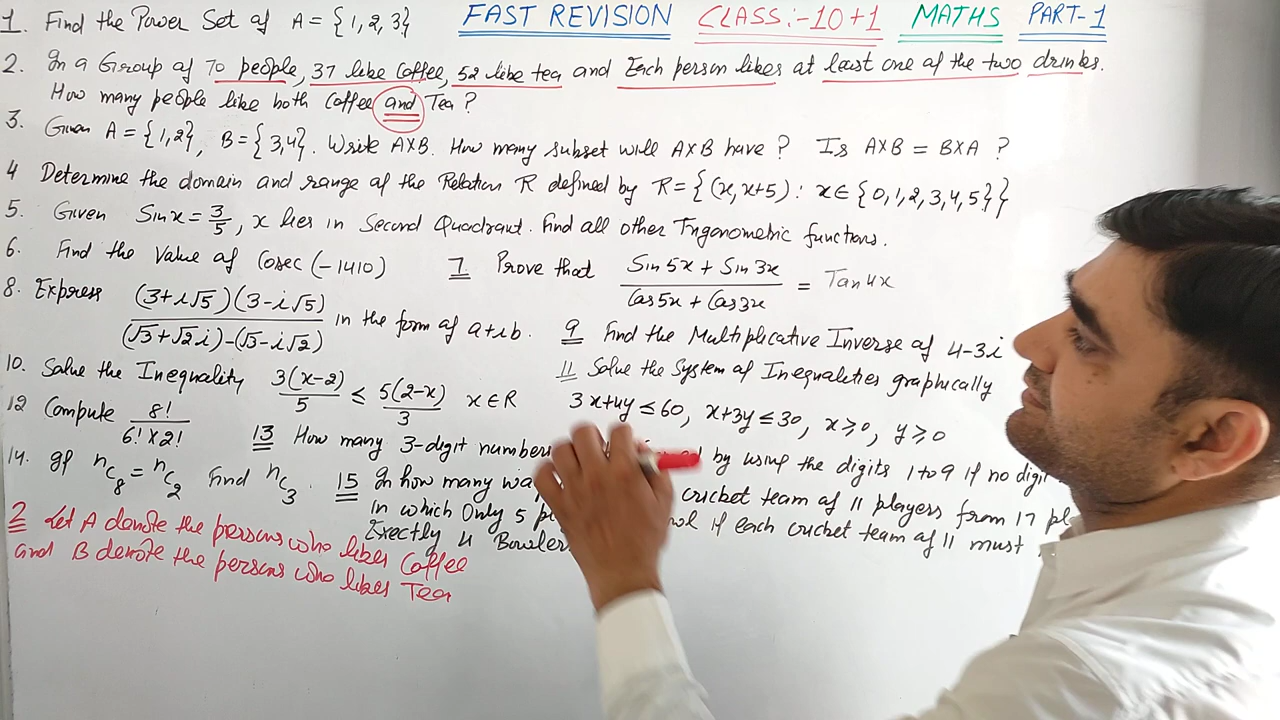 FAST REVISION CLASS:-10+1 MATHS PART-1
1. Find the Power Set of A = {1, 2, 3}
2. In a Group of 70 people, 37 like Coffee, 52 like tea and Each person likes at least one of the two drinks.
How many people like both Coffee and Tea ?
3. Given A = {1,2}, B = {3,4}. Write A×B. How many subset will A×B have ? Is A×B = B×A ?
4 Determine the domain and range of the Relation R defined by R = {(x, x+5) : x ∈ {0,1,2,3,4,5}}
5. Given Sin x = 3/5, x lies in Second Quadrant. Find all other Trigonometric functions.
6. Find the Value of Cosec (-1410) 7. Prove that (Sin 5x + Sin 3x)/(Cos 5x + Cos 3x) = Tan 4x
8. Express (3+i√5)(3-i√5)/((√3+√2 i)-(√3-i√2)) in the form of a+ib. 9 Find the Multiplicative Inverse of 4-3i
10. Solve the Inequality 3(x-2)/5 ≤ 5(2-x)/3 x ∈ R 11 Solve the System of Inequalities graphically
3x+4y ≤ 60, x+3y ≤ 30, x ≥ 0, y ≥ 0
12 Compute 8!/(6! × 2!) 13 How many 3-digit numbers by using the digits 1 to 9 if no digit
14. If ⁿC₈ = ⁿC₂ Find ⁿC₃. 15 In how many cricket team of 11 players from 17
in which Only 5 if each cricket team of 11 must
Exectly 4 Bowlers
2 Let A denote the persons who likes Coffee
and B denote the persons who likes Tea